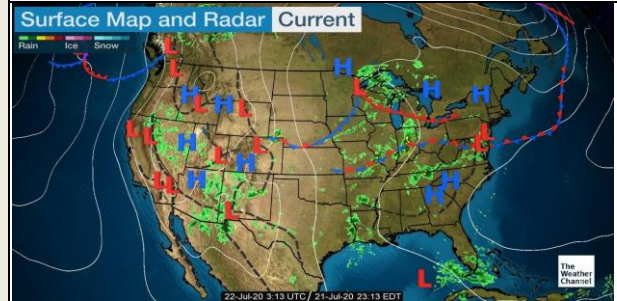 Surface Map and Radar Current
Rain Ice Snow
L
L
H
H
H
L
L
H
L
H
H
L
L
L
L
H
L
L
H
H
L
L
H
H
L
L
The
Weather
Channel
22-Jul-20 3:13 UTC / 21-Jul-20 23:13 EDT